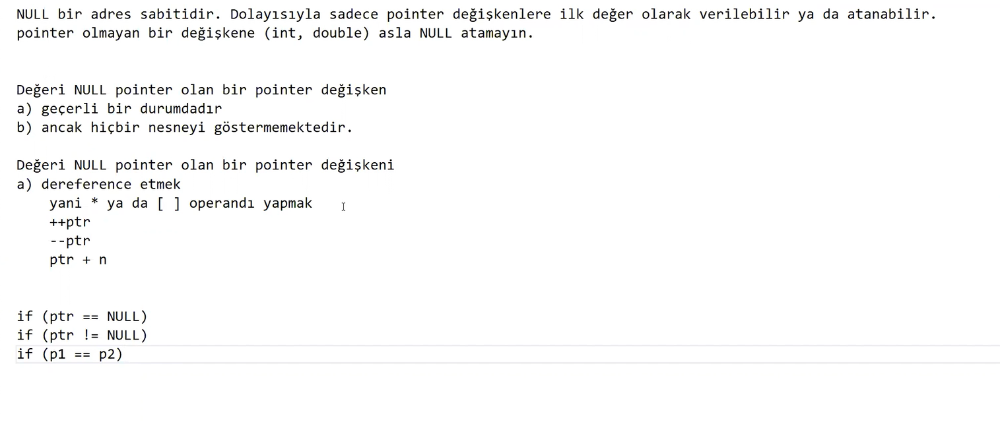 NULL bir adres sabitidir. Dolayısıyla sadece pointer değişkenlere ilk değer olarak verilebilir ya da atanabilir.
pointer olmayan bir değişkene (int, double) asla NULL atamayın.
Değeri NULL pointer olan bir pointer değişken
a) geçerli bir durumdadır
b) ancak hiçbir nesneyi göstermemektedir.
Değeri NULL pointer olan bir pointer değişkeni
a) dereference etmek
yani * ya da [ ] operandı yapmak
++ptr
--ptr
ptr + n
if (ptr == NULL)
if (ptr != NULL)
if (p1 == p2)